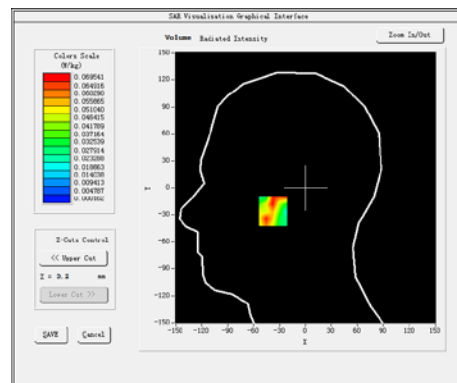 SAR Visualisation Graphical Interface
Volume Radiated Intensity
Zoom In/Out
Colors Scale
(W/kg)
0.069541
0.064916
0.060290
0.055665
0.051040
0.046415
0.041789
0.037164
0.032539
0.027914
0.023288
0.018663
0.014038
0.009413
0.004787
0.000162
Z-Cuts Control
<< Upper Cut
Z = 3.2 mm
Lower Cut >>
SAVE
Cancel
150
120
90
60
30
0
-30
-60
-90
-120
-150
Y
-150 -120 -90 -60 -30 0 30 60 90 120 150
X